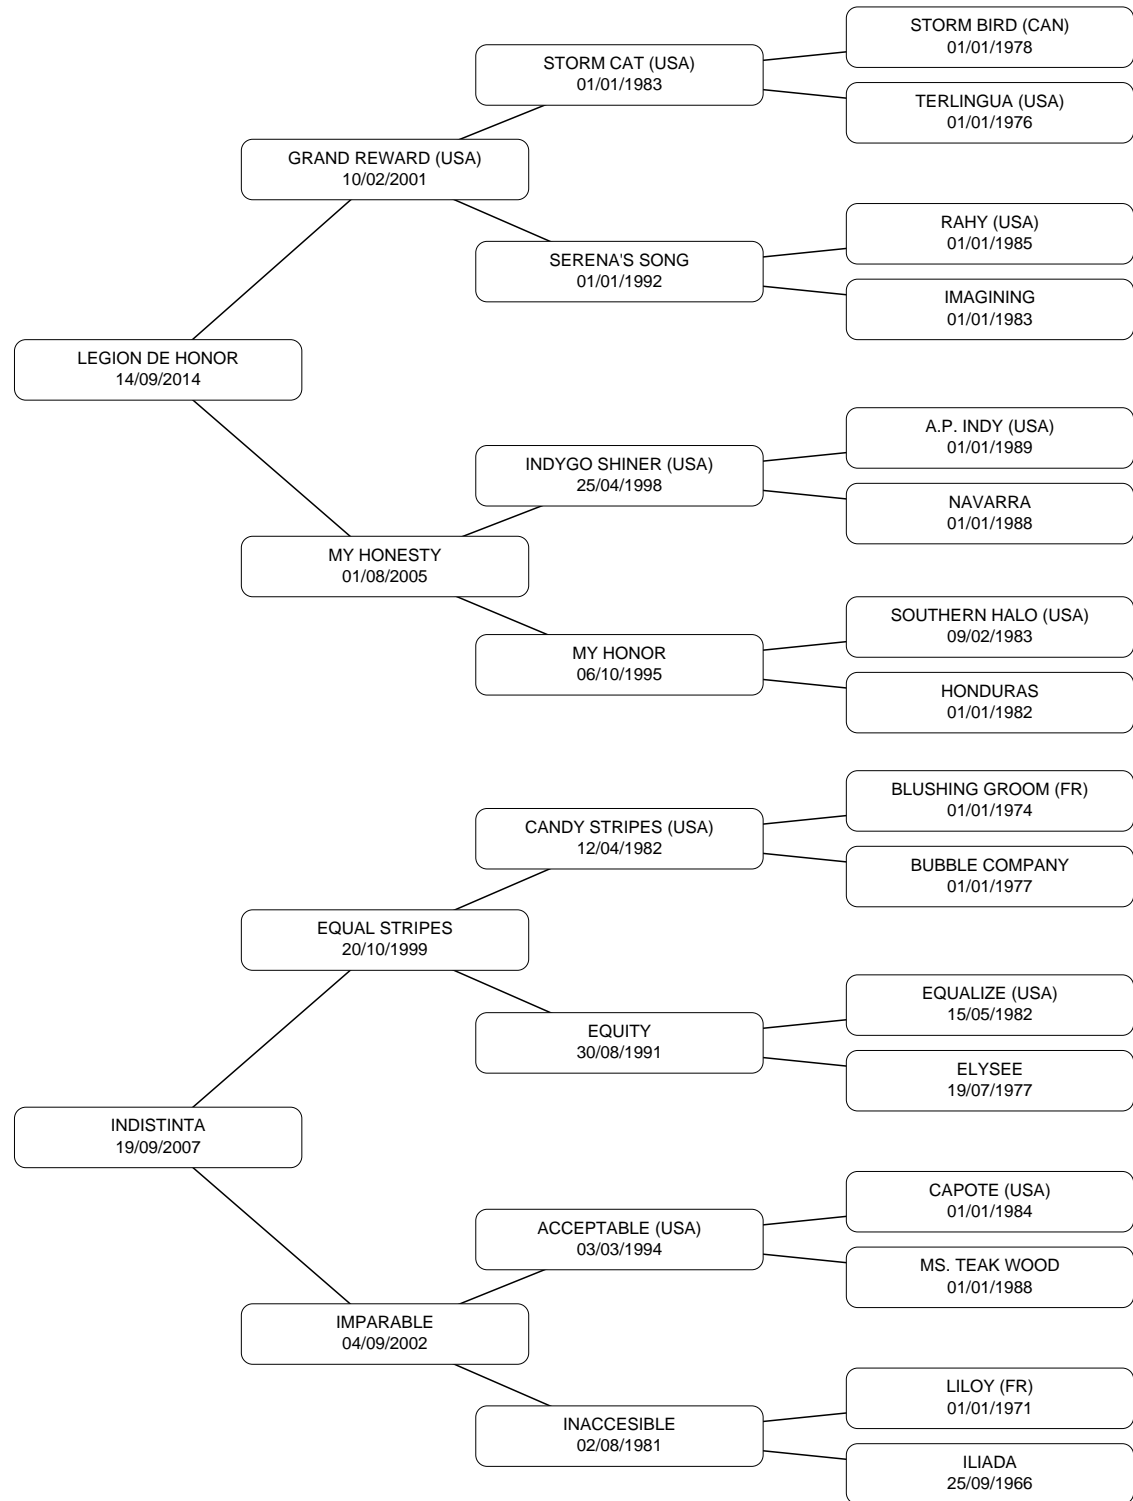 STORM BIRD (CAN)
01/01/1978
STORM CAT (USA)
01/01/1983
TERLINGUA (USA)
01/01/1976
GRAND REWARD (USA)
10/02/2001
RAHY (USA)
01/01/1985
SERENA'S SONG
01/01/1992
IMAGINING
01/01/1983
LEGION DE HONOR
14/09/2014
A.P. INDY (USA)
01/01/1989
INDYGO SHINER (USA)
25/04/1998
NAVARRA
01/01/1988
MY HONESTY
01/08/2005
SOUTHERN HALO (USA)
09/02/1983
MY HONOR
06/10/1995
HONDURAS
01/01/1982
BLUSHING GROOM (FR)
01/01/1974
CANDY STRIPES (USA)
12/04/1982
BUBBLE COMPANY
01/01/1977
EQUAL STRIPES
20/10/1999
EQUALIZE (USA)
15/05/1982
EQUITY
30/08/1991
ELYSEE
19/07/1977
INDISTINTA
19/09/2007
CAPOTE (USA)
01/01/1984
ACCEPTABLE (USA)
03/03/1994
MS. TEAK WOOD
01/01/1988
IMPARABLE
04/09/2002
LILOY (FR)
01/01/1971
INACCESIBLE
02/08/1981
ILIADA
25/09/1966